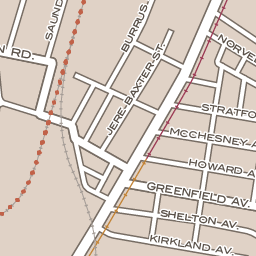 SAUND
BURRUS
N RD.
NORVEL
JERE-BAXTER-ST.
STRATFO
MCCHESNEY-A
HOWARD-A
GREENFIELD AV.
SHELTON-AV.
KIRKLAND-AV.